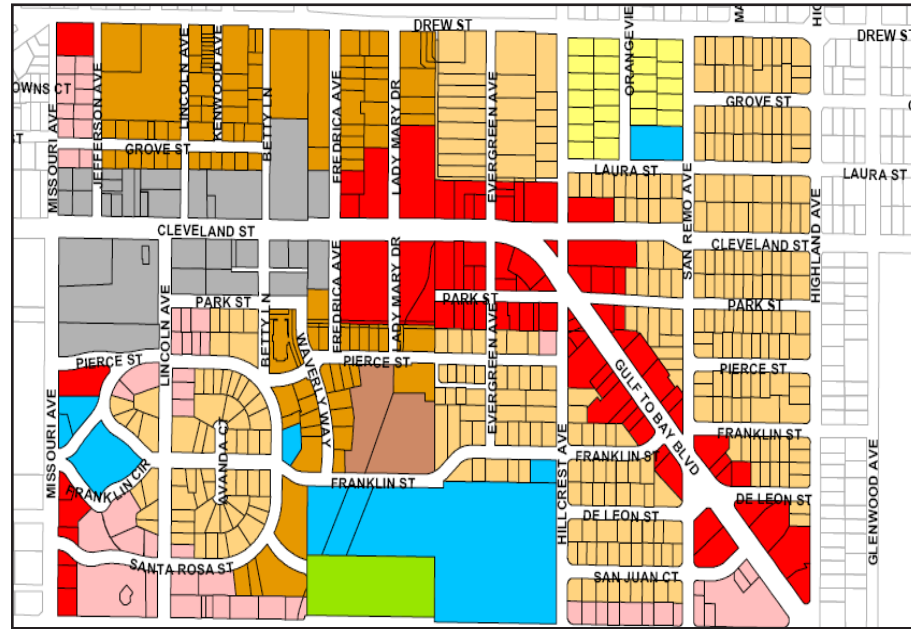 DREW ST
DREW ST
MISSOURI AVE
JEFFERSON AVE
LINCOLN AVE
KENWOOD AVE
BETTY LN
FREDRICA AVE
LADY MARY DR
EVERGREEN AVE
ORANGEVIE
MA
HIG
OWNS CT
ST
GROVE ST
GROVE ST
LAURA ST
LAURA ST
SAN REMO AVE
HIGHLAND AVE
CLEVELAND ST
CLEVELAND ST
PARK ST
PARK ST
PARK ST
LINCOLN AVE
BETTY LN
FREDRICA AVE
LADY MARY DR
WAVERLY WAY
PIERCE ST
PIERCE ST
PIERCE ST
EVERGREEN AVE
GULF TO BAY BLVD
MISSOURI AVE
AVANDA CT
FRANKLIN CIR
FRANKLIN ST
FRANKLIN ST
FRANKLIN ST
HILLCREST AVE
GLENWOOD AVE
DE LEON ST
DE LEON ST
SANTA ROSA ST
SAN JUAN CT